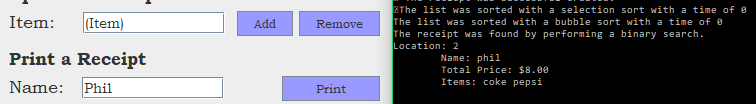 Item:
(Item)
Add
Remove
Print a Receipt
Name:
Phil
Print
The list was sorted with a selection sort with a time of 0
The list was sorted with a bubble sort with a time of 0
The receipt was found by performing a binary search.
Location: 2
Name: phil
Total Price: $8.00
Items: coke pepsi